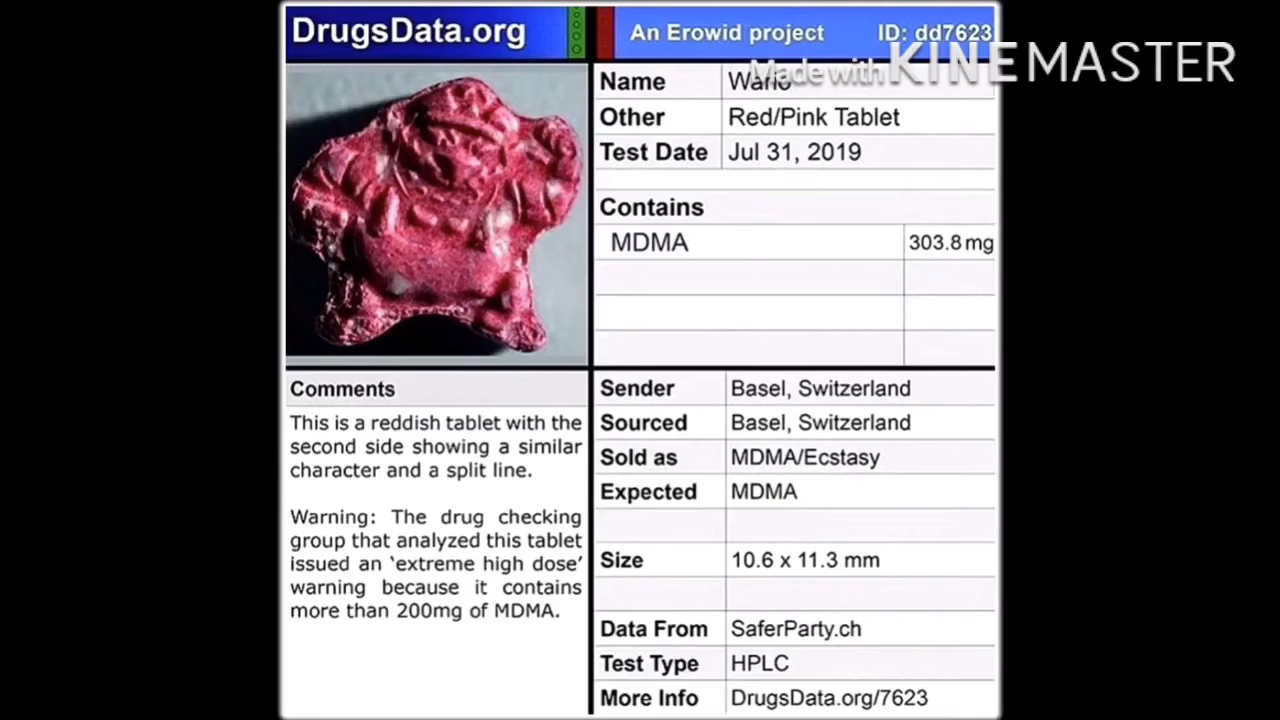 DrugsData.org
An Erowid project
ID: dd7623
Made with KINEMASTER
Name Wario
Other Red/Pink Tablet
Test Date Jul 31, 2019
Contains
MDMA 303.8 mg
Comments
This is a reddish tablet with the
second side showing a similar
character and a split line.
Warning: The drug checking
group that analyzed this tablet
issued an ‘extreme high dose’
warning because it contains
more than 200mg of MDMA.
Sender Basel, Switzerland
Sourced Basel, Switzerland
Sold as MDMA/Ecstasy
Expected MDMA
Size 10.6 x 11.3 mm
Data From SaferParty.ch
Test Type HPLC
More Info DrugsData.org/7623